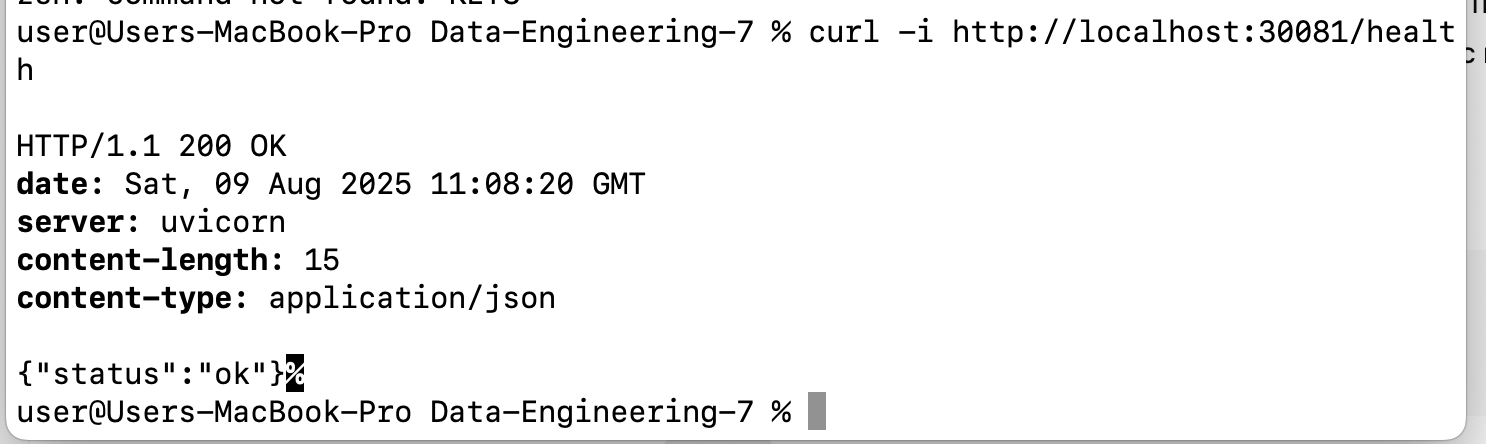 user@Users-MacBook-Pro Data-Engineering-7 % curl -i http://localhost:30081/healt
h
HTTP/1.1 200 OK
date: Sat, 09 Aug 2025 11:08:20 GMT
server: uvicorn
content-length: 15
content-type: application/json
{"status":"ok"}%
user@Users-MacBook-Pro Data-Engineering-7 %